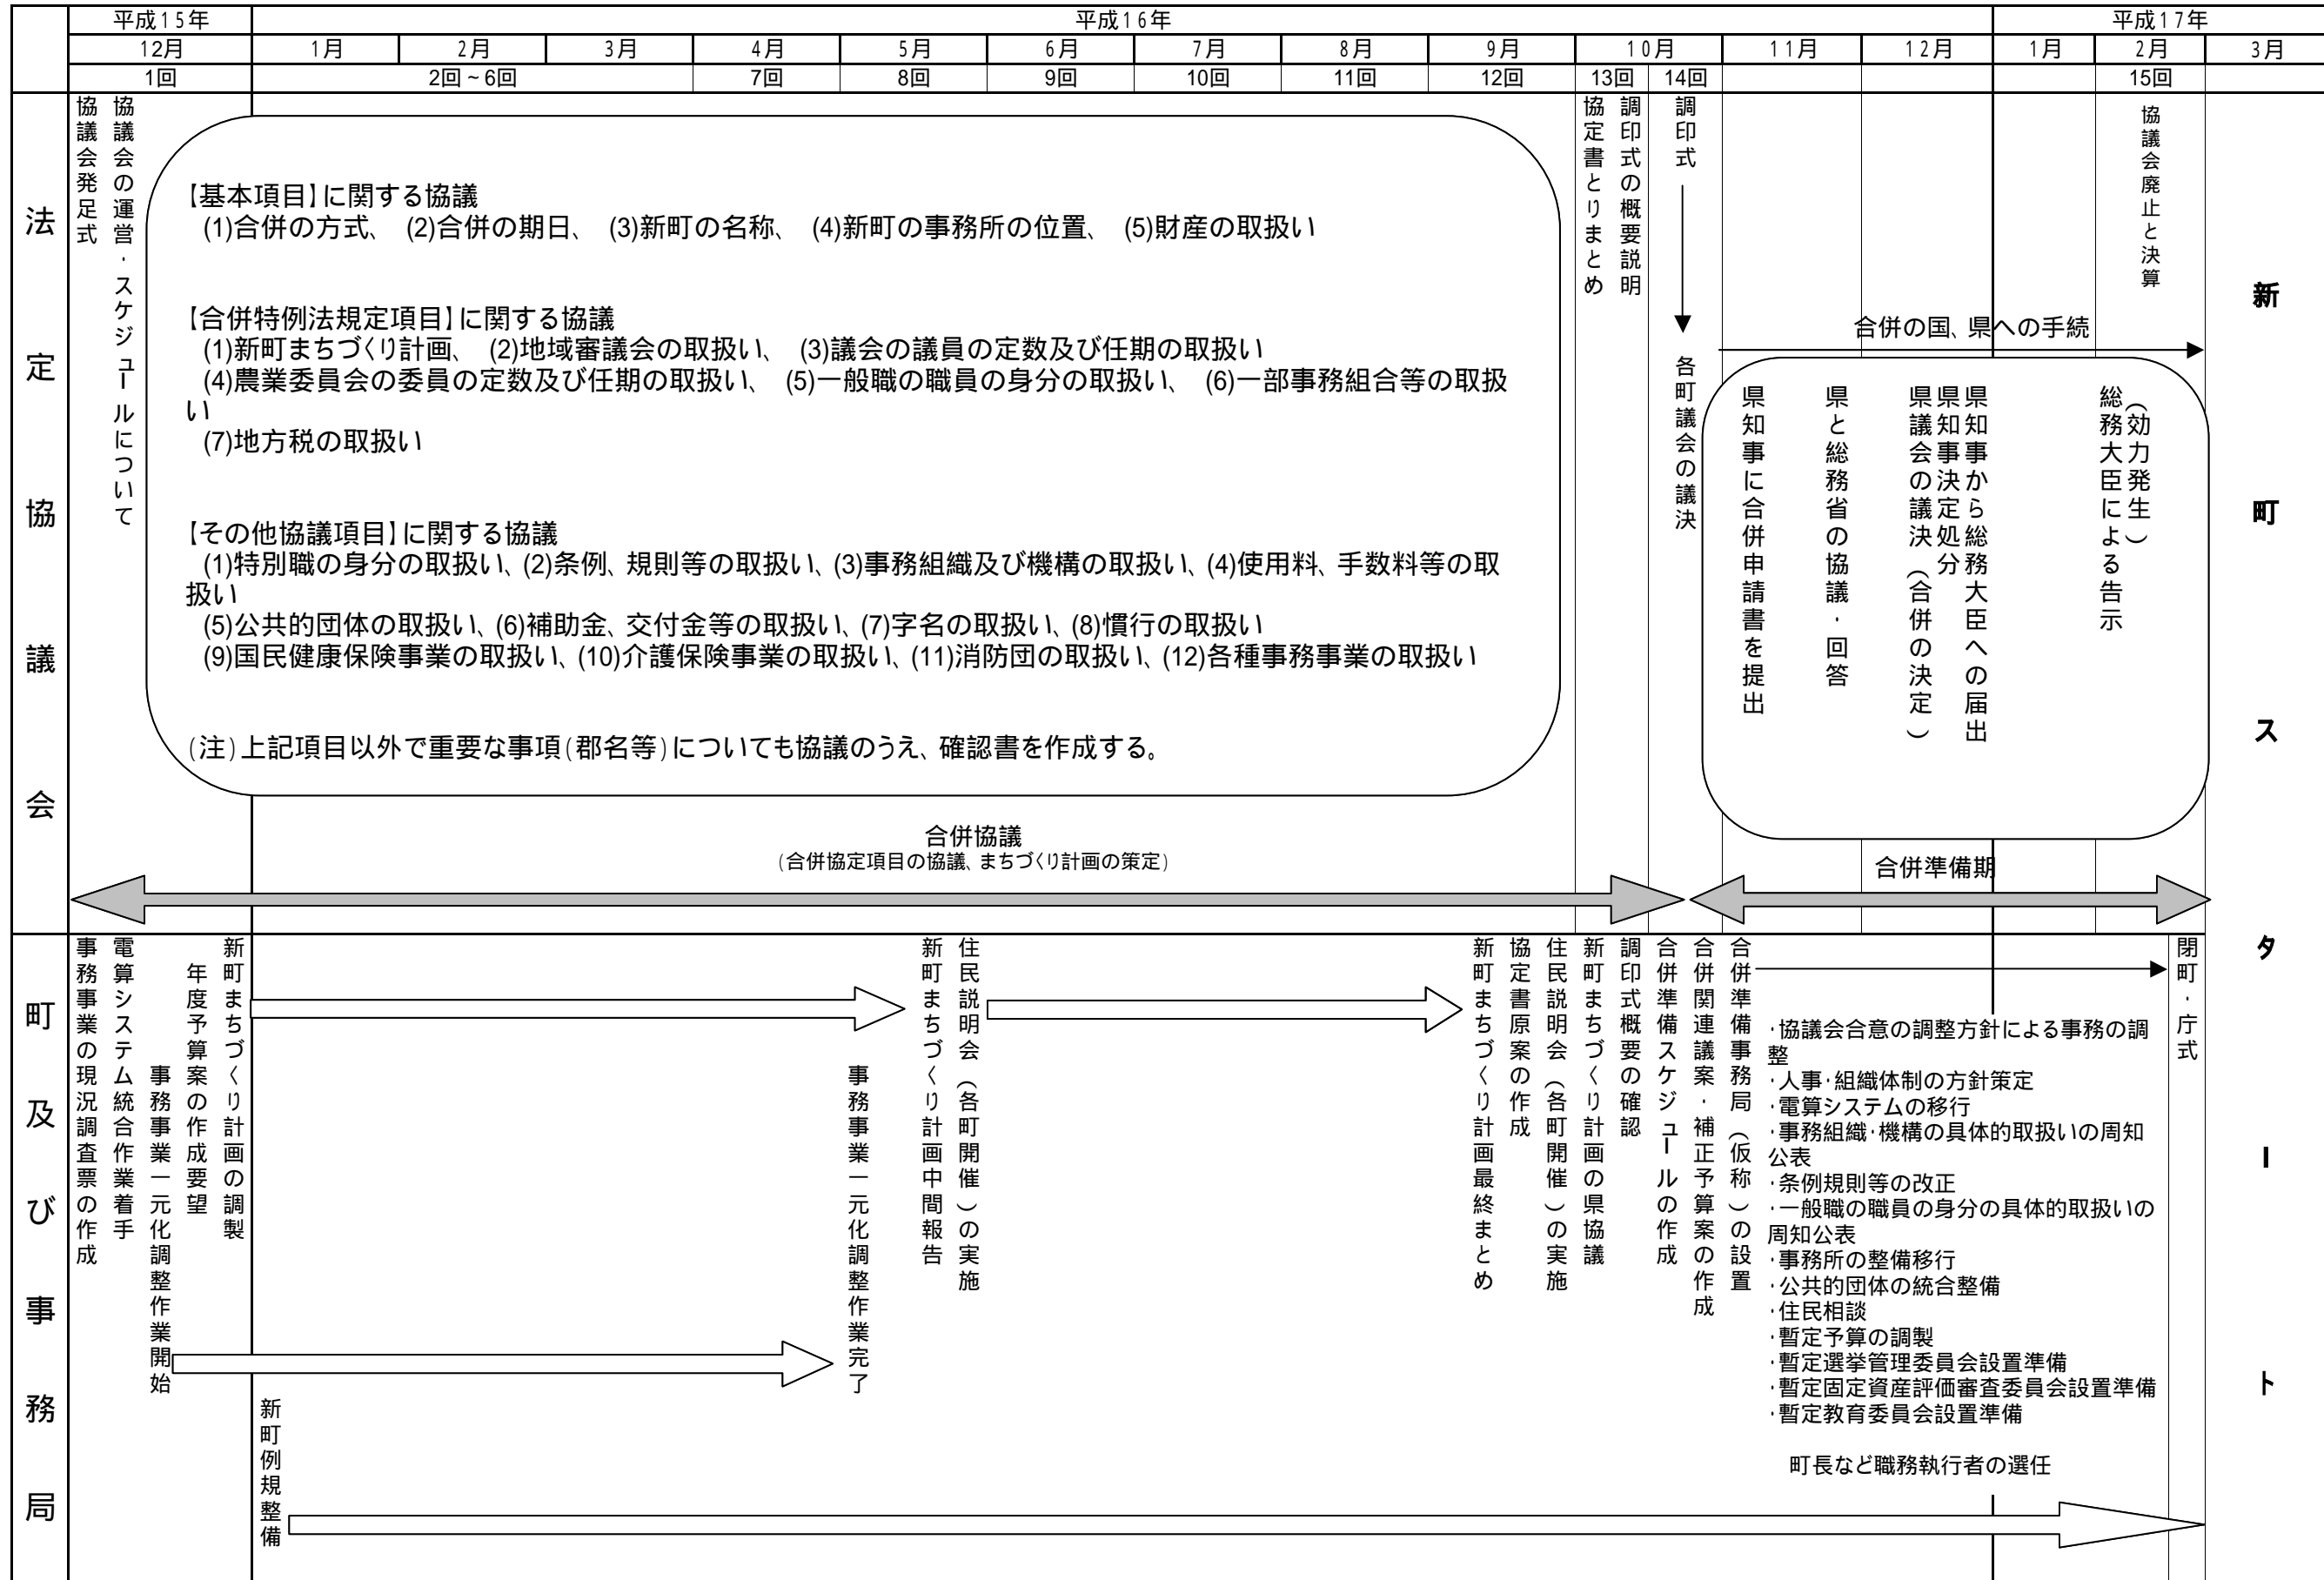 平成15年
平成16年
平成17年
12月
1月
2月
3月
4月
5月
6月
7月
8月
9月
10月
11月
12月
1月
2月
3月
1回
2回~6回
7回
8回
9回
10回
11回
12回
13回
14回
15回
法定協議会
協議会発足式
協議会の運営・スケジュールについて
【基本項目】に関する協議
(1)合併の方式、 (2)合併の期日、 (3)新町の名称、 (4)新町の事務所の位置、 (5)財産の取扱い
【合併特例法規定項目】に関する協議
(1)新町まちづくり計画、 (2)地域審議会の取扱い、 (3)議会の議員の定数及び任期の取扱い
(4)農業委員会の委員の定数及び任期の取扱い、 (5)一般職の職員の身分の取扱い、 (6)一部事務組合等の取扱
い
(7)地方税の取扱い
【その他協議項目】に関する協議
(1)特別職の身分の取扱い、(2)条例、規則等の取扱い、(3)事務組織及び機構の取扱い、(4)使用料、手数料等の取
扱い
(5)公共的団体の取扱い、(6)補助金、交付金等の取扱い、(7)字名の取扱い、(8)慣行の取扱い
(9)国民健康保険事業の取扱い、(10)介護保険事業の取扱い、(11)消防団の取扱い、(12)各種事務事業の取扱い
(注)上記項目以外で重要な事項(郡名等)についても協議のうえ、確認書を作成する。
協定書とりまとめ
調印式の概要説明
調印式
各町議会の議決
協議会廃止と決算
合併の国、県への手続
県知事に合併申請書を提出
県と総務省の協議・回答
県議会の議決(合併の決定)
県知事決定処分
県知事から総務大臣への届出
総務大臣による告示
(効力発生)
合併協議
(合併協定項目の協議、まちづくり計画の策定)
合併準備期
新町スタート
町及び事務局
事務事業の現況調査票の作成
電算システム統合作業着手
事務事業一元化調整作業開始
年度予算案の作成要望
新町まちづくり計画の調製
新町例規整備
事務事業一元化調整作業完了
新町まちづくり計画中間報告
住民説明会(各町開催)の実施
新町まちづくり計画最終まとめ
協定書原案の作成
住民説明会(各町開催)の実施
新町まちづくり計画の県協議
調印式概要の確認
合併準備スケジュールの作成
合併関連議案・補正予算案の作成
合併準備事務局(仮称)の設置
・協議会合意の調整方針による事務の調
整
・人事・組織体制の方針策定
・電算システムの移行
・事務組織・機構の具体的取扱いの周知
公表
・条例規則等の改正
・一般職の職員の身分の具体的取扱いの
周知公表
・事務所の整備移行
・公共的団体の統合整備
・住民相談
・暫定予算の調製
・暫定選挙管理委員会設置準備
・暫定固定資産評価審査委員会設置準備
・暫定教育委員会設置準備
町長など職務執行者の選任
閉町・庁式